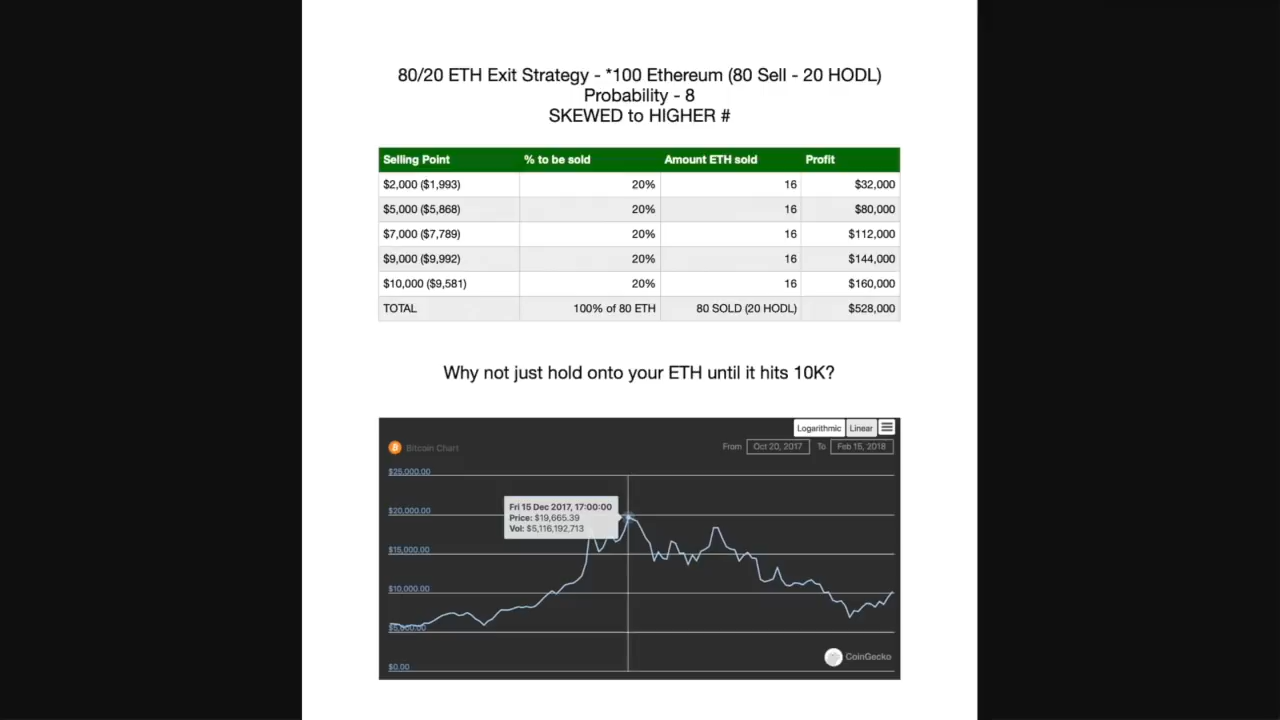 80/20 ETH Exit Strategy - *100 Ethereum (80 Sell - 20 HODL)
Probability - 8
SKEWED to HIGHER #
Selling Point % to be sold Amount ETH sold Profit
$2,000 ($1,993) 20% 16 $32,000
$5,000 ($5,868) 20% 16 $80,000
$7,000 ($7,789) 20% 16 $112,000
$9,000 ($9,992) 20% 16 $144,000
$10,000 ($9,581) 20% 16 $160,000
TOTAL 100% of 80 ETH 80 SOLD (20 HODL) $528,000
Why not just hold onto your ETH until it hits 10K?
Logarithmic Linear
Bitcoin Chart From Oct 20, 2017 To Feb 15, 2018
$25,000.00
Fri 15 Dec 2017, 17:00:00
Price: $19,665.39
Vol: $5,116,192,713
$20,000.00
$15,000.00
$10,000.00
$5,000.00
CoinGecko
$0.00